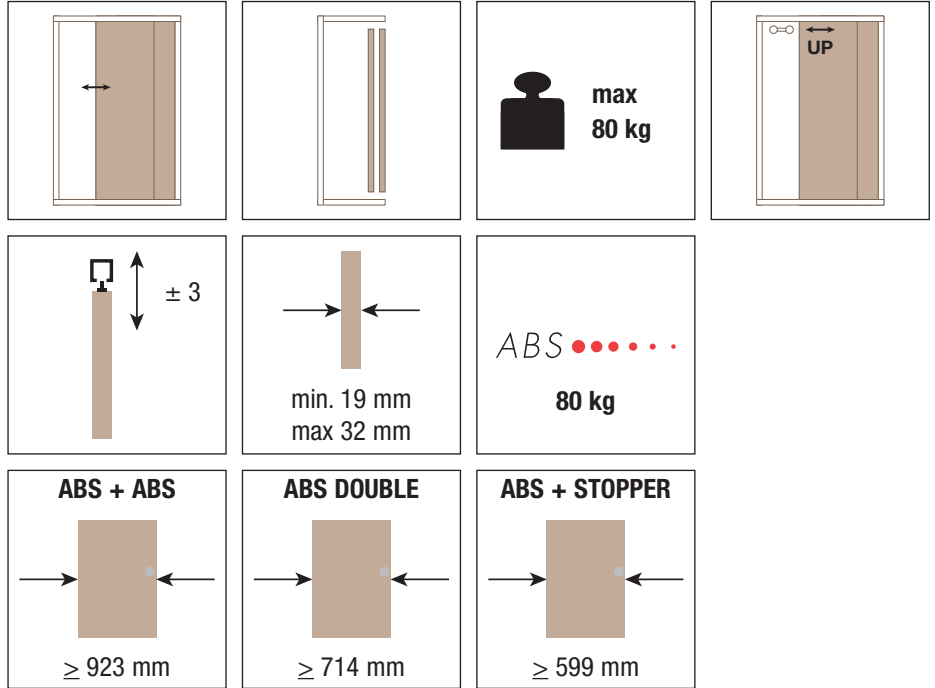 max
80 kg
UP
± 3
min. 19 mm
max 32 mm
ABS
80 kg
ABS + ABS
≥ 923 mm
ABS DOUBLE
≥ 714 mm
ABS + STOPPER
≥ 599 mm